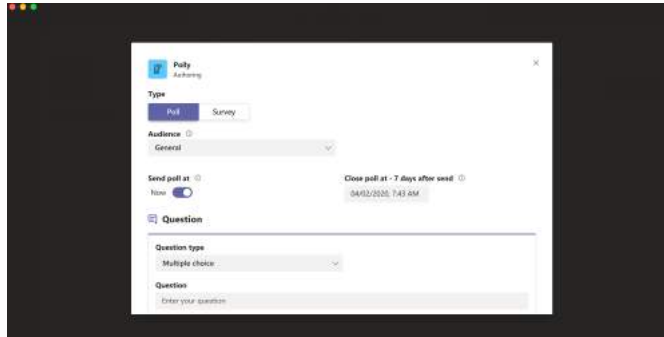 Polly
Authoring
Type
Poll Survey
Audience
General
Send poll at
Now
Close poll at - 7 days after send
04/02/2020, 7:43 AM
Question
Question type
Multiple choice
Question
Enter your question